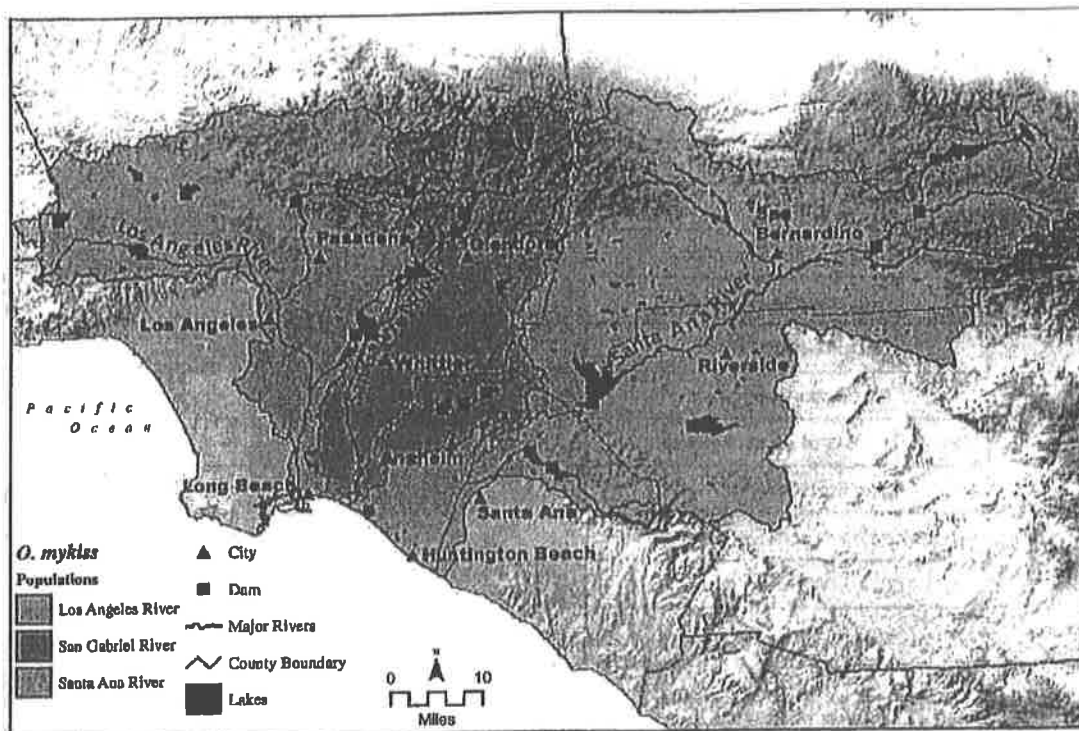 Los Angeles
Pasadena
Glendora
San
Bernardino
Los Angeles
Santa Ana River
Whittier
Riverside
Pacific
Ocean
Anaheim
Long Beach
Santa Ana
Huntington Beach
O. mykiss
Populations
Los Angeles River
San Gabriel River
Santa Ana River
City
Dam
Major Rivers
County Boundary
Lakes
N
0 10
Miles